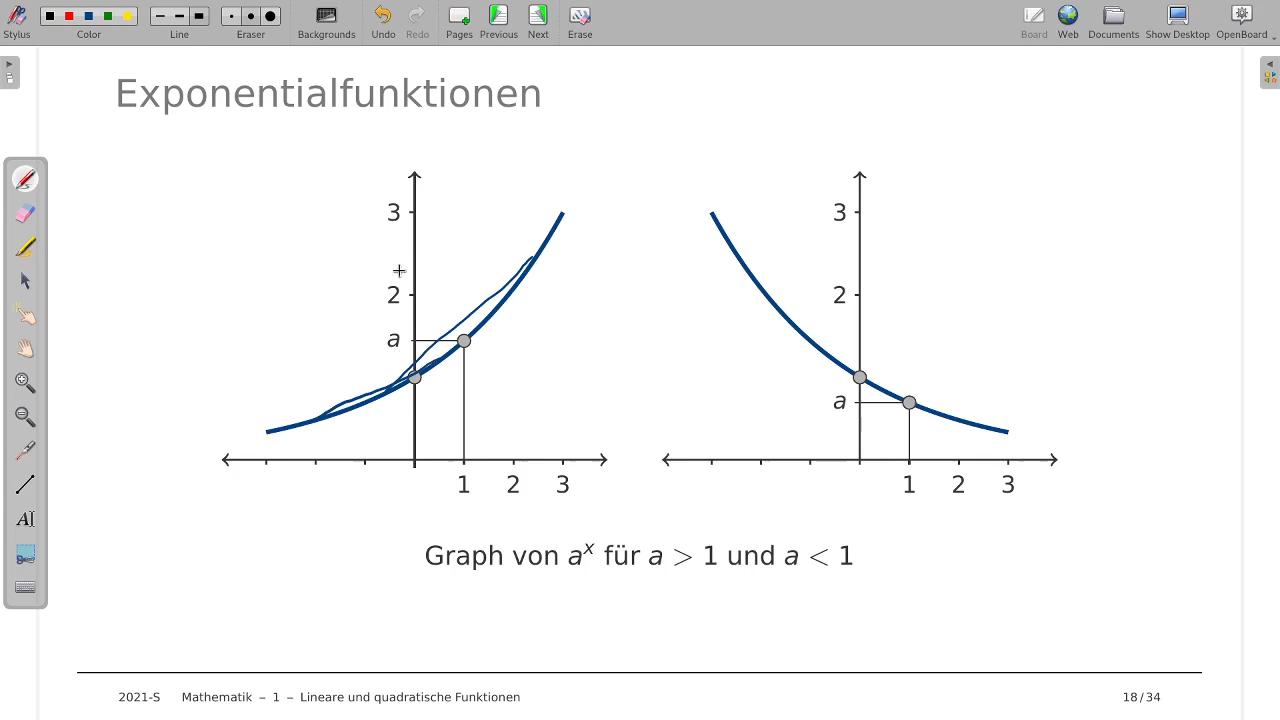 Stylus Color Line Eraser Backgrounds Undo Redo Pages Previous Next Erase Board Web Documents Show Desktop OpenBoard
Exponentialfunktionen
3
2
a
1 2 3
3
2
a
1 2 3
Graph von a^x für a > 1 und a < 1
2021-S Mathematik – 1 – Lineare und quadratische Funktionen 18/34